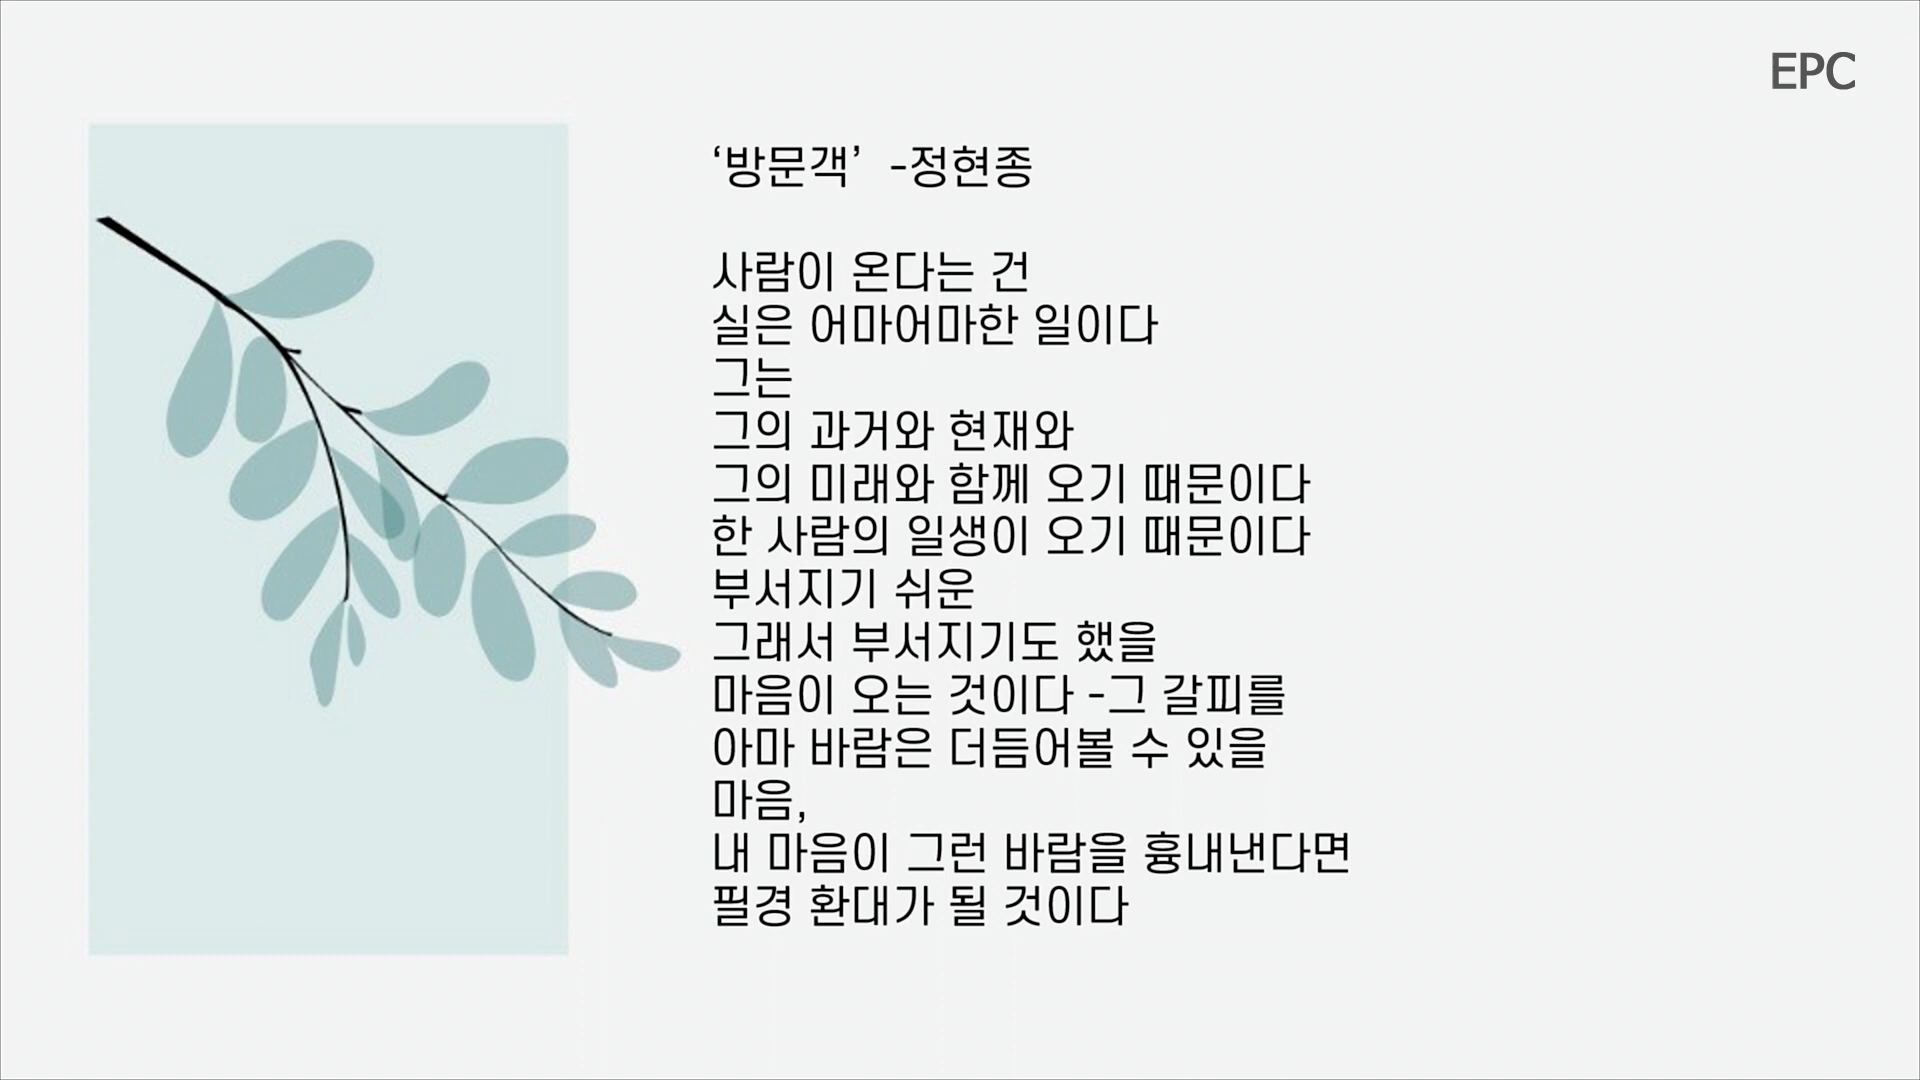 EPC
‘방문객’ -정현종
사람이 온다는 건
실은 어마어마한 일이다
그는
그의 과거와 현재와
그의 미래와 함께 오기 때문이다
한 사람의 일생이 오기 때문이다
부서지기 쉬운
그래서 부서지기도 했을
마음이 오는 것이다 -그 갈피를
아마 바람은 더듬어볼 수 있을
마음,
내 마음이 그런 바람을 흉내낸다면
필경 환대가 될 것이다